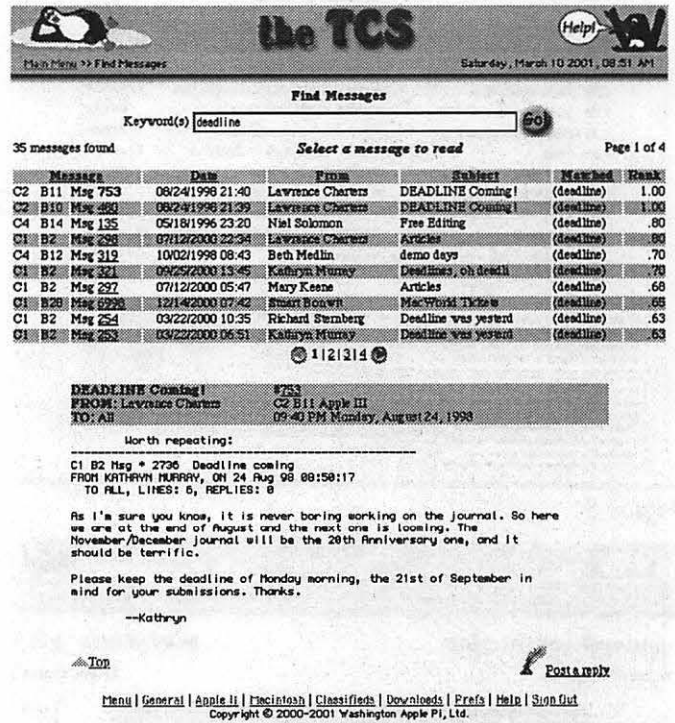 the TCS
Help!
Main Menu >> Find Messages
Saturday, March 10 2001, 08:51 AM
Find Messages
Keyword(s) deadline Go!
35 messages found Select a message to read Page 1 of 4
Message Date From Subject Matched Rank
C2 B11 Msg 753 08/24/1998 21:40 Lawrence Charters DEADLINE Coming! (deadline) 1.00
C2 B10 Msg 480 08/24/1998 21:39 Lawrence Charters DEADLINE Coming! (deadline) 1.00
C4 B14 Msg 135 05/18/1996 23:20 Niel Solomon Free Editing (deadline) .80
C1 B2 Msg 298 07/12/2000 22:34 Lawrence Charters Articles (deadline) .80
C4 B12 Msg 319 10/02/1998 08:43 Beth Medlin demo days (deadline) .70
C1 B2 Msg 321 09/25/2000 13:45 Kathryn Murray Deadlines, oh deadli (deadline) .70
C1 B2 Msg 297 07/12/2000 05:47 Mary Keene Articles (deadline) .68
C1 B28 Msg 6998 12/14/2000 07:42 Stuart Bonwit MacWorld Tickets (deadline) .65
C1 B2 Msg 254 03/22/2000 10:35 Richard Sternberg Deadline was yesterd (deadline) .63
C1 B2 Msg 253 03/22/2000 06:51 Kathryn Murray Deadline was yesterd (deadline) .63
1|2|3|4
DEADLINE Coming! #753
FROM: Lawrence Charters C2 B11 Apple III
TO: All 09:40 PM Monday, August 24, 1998
Worth repeating:
C1 B2 Msg * 2736 Deadline coming
FROM KATHRYN MURRAY, ON 24 Aug 98 08:50:17
TO ALL, LINES: 6, REPLIES: 0
As I'm sure you know, it is never boring working on the journal. So here
we are at the end of August and the next one is looming. The
November/December journal will be the 20th Anniversary one, and it
should be terrific.
Please keep the deadline of Monday morning, the 21st of September in
mind for your submissions. Thanks.
--Kathryn
Top
Post a reply
Menu | General | Apple II | Macintosh | Classifieds | Downloads | Prefs | Help | Sign Out
Copyright © 2000-2001 Washington Apple Pi, Ltd.